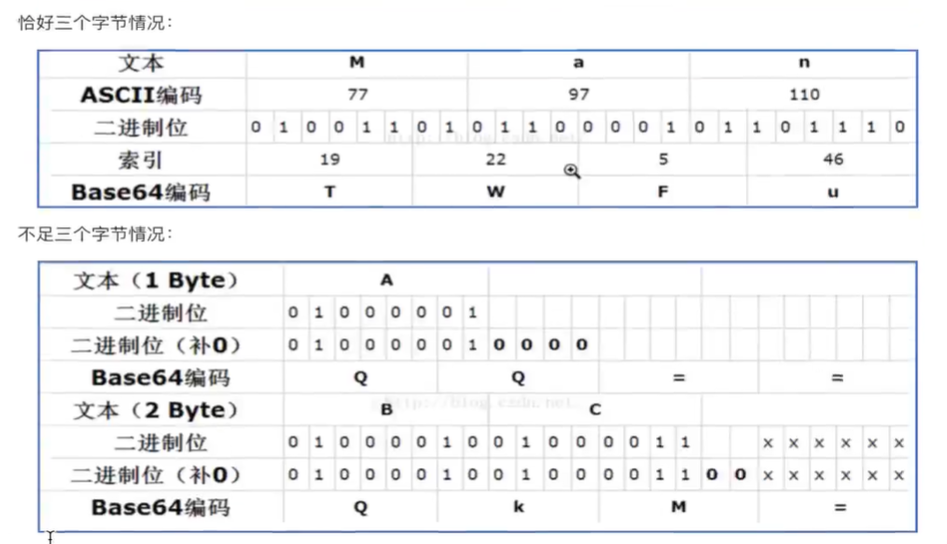 恰好三个字节情况：
文本 M a n
ASCII编码 77 97 110
二进制位 0 1 0 0 1 1 0 1 0 1 1 0 0 0 0 1 0 1 1 0 1 1 1 0
索引 19 22 5 46
Base64编码 T W F u
不足三个字节情况：
文本（1 Byte） A
二进制位 0 1 0 0 0 0 0 1
二进制位（补0） 0 1 0 0 0 0 0 1 0 0 0 0
Base64编码 Q Q = =
http://blog.csdn.net
文本（2 Byte） B C
二进制位 0 1 0 0 0 0 1 0 0 1 0 0 0 0 1 1 x x x x x x
二进制位（补0） 0 1 0 0 0 0 1 0 0 1 0 0 0 0 1 1 0 0 x x x x x x
Base64编码 Q k M =